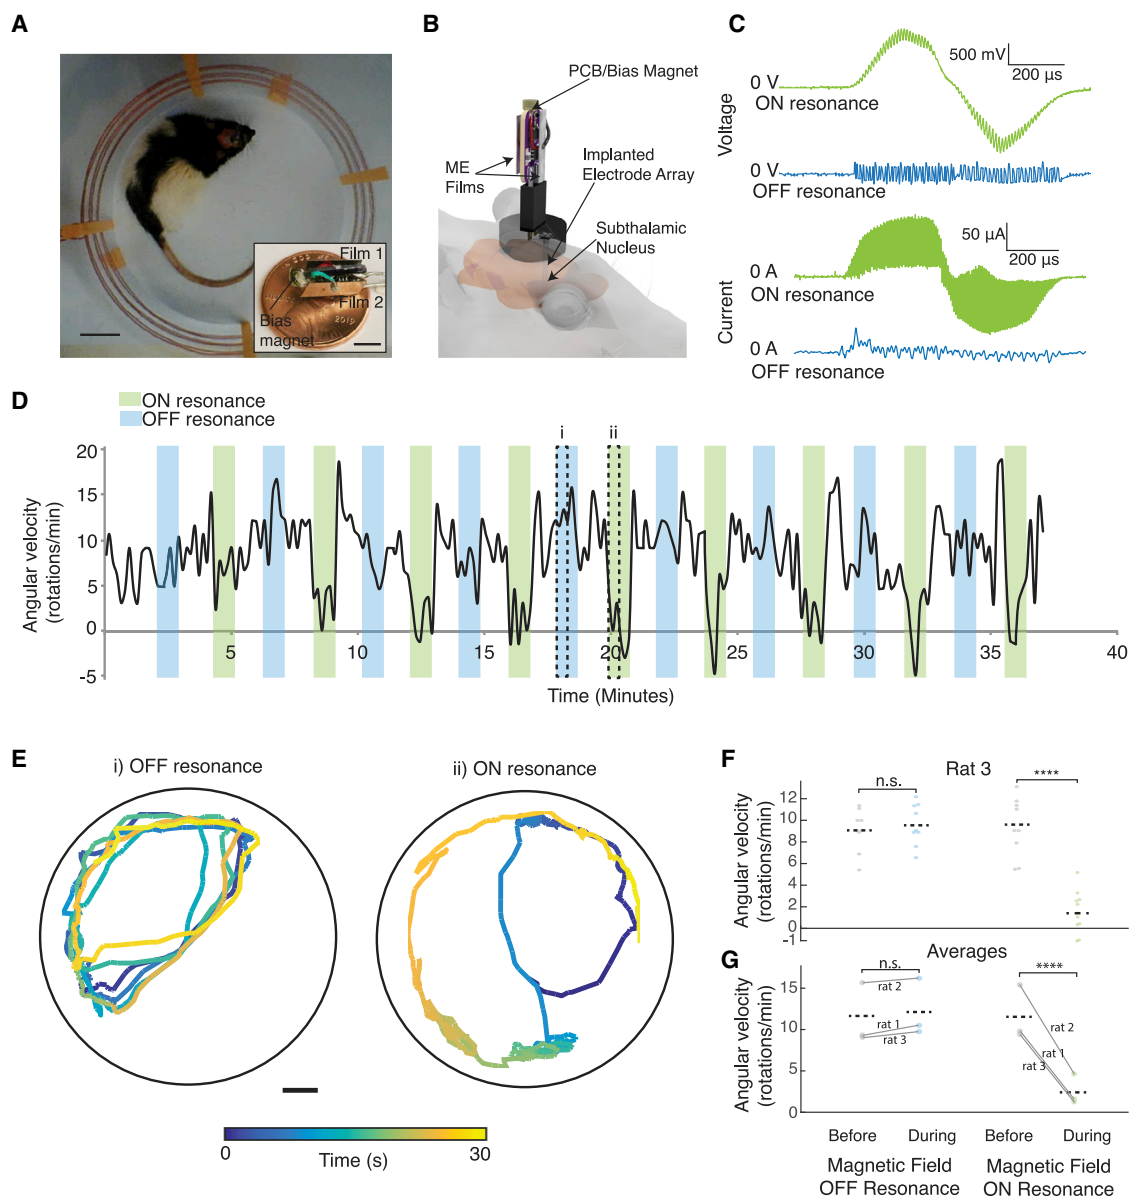 A
Film 1
Film 2
Bias
magnet
2019
B
PCB/Bias Magnet
ME
Films
Implanted
Electrode Array
Subthalamic
Nucleus
C
Voltage
500 mV
200 µs
0 V
ON resonance
0 V
OFF resonance
Current
50 µA
200 µs
0 A
ON resonance
0 A
OFF resonance
D
ON resonance
OFF resonance
i
ii
Angular velocity
(rotations/min)
20
15
10
5
0
-5
5
10
15
20
25
30
35
40
Time (Minutes)
E
i) OFF resonance
ii) ON resonance
0
30
Time (s)
F
Rat 3
n.s.
****
Angular velocity
(rotations/min)
12
10
8
6
4
2
0
-1
G
Averages
n.s.
****
Angular velocity
(rotations/min)
15
10
5
0
rat 2
rat 1
rat 3
rat 2
rat 1
rat 3
Before
During
Before
During
Magnetic Field
OFF Resonance
Magnetic Field
ON Resonance